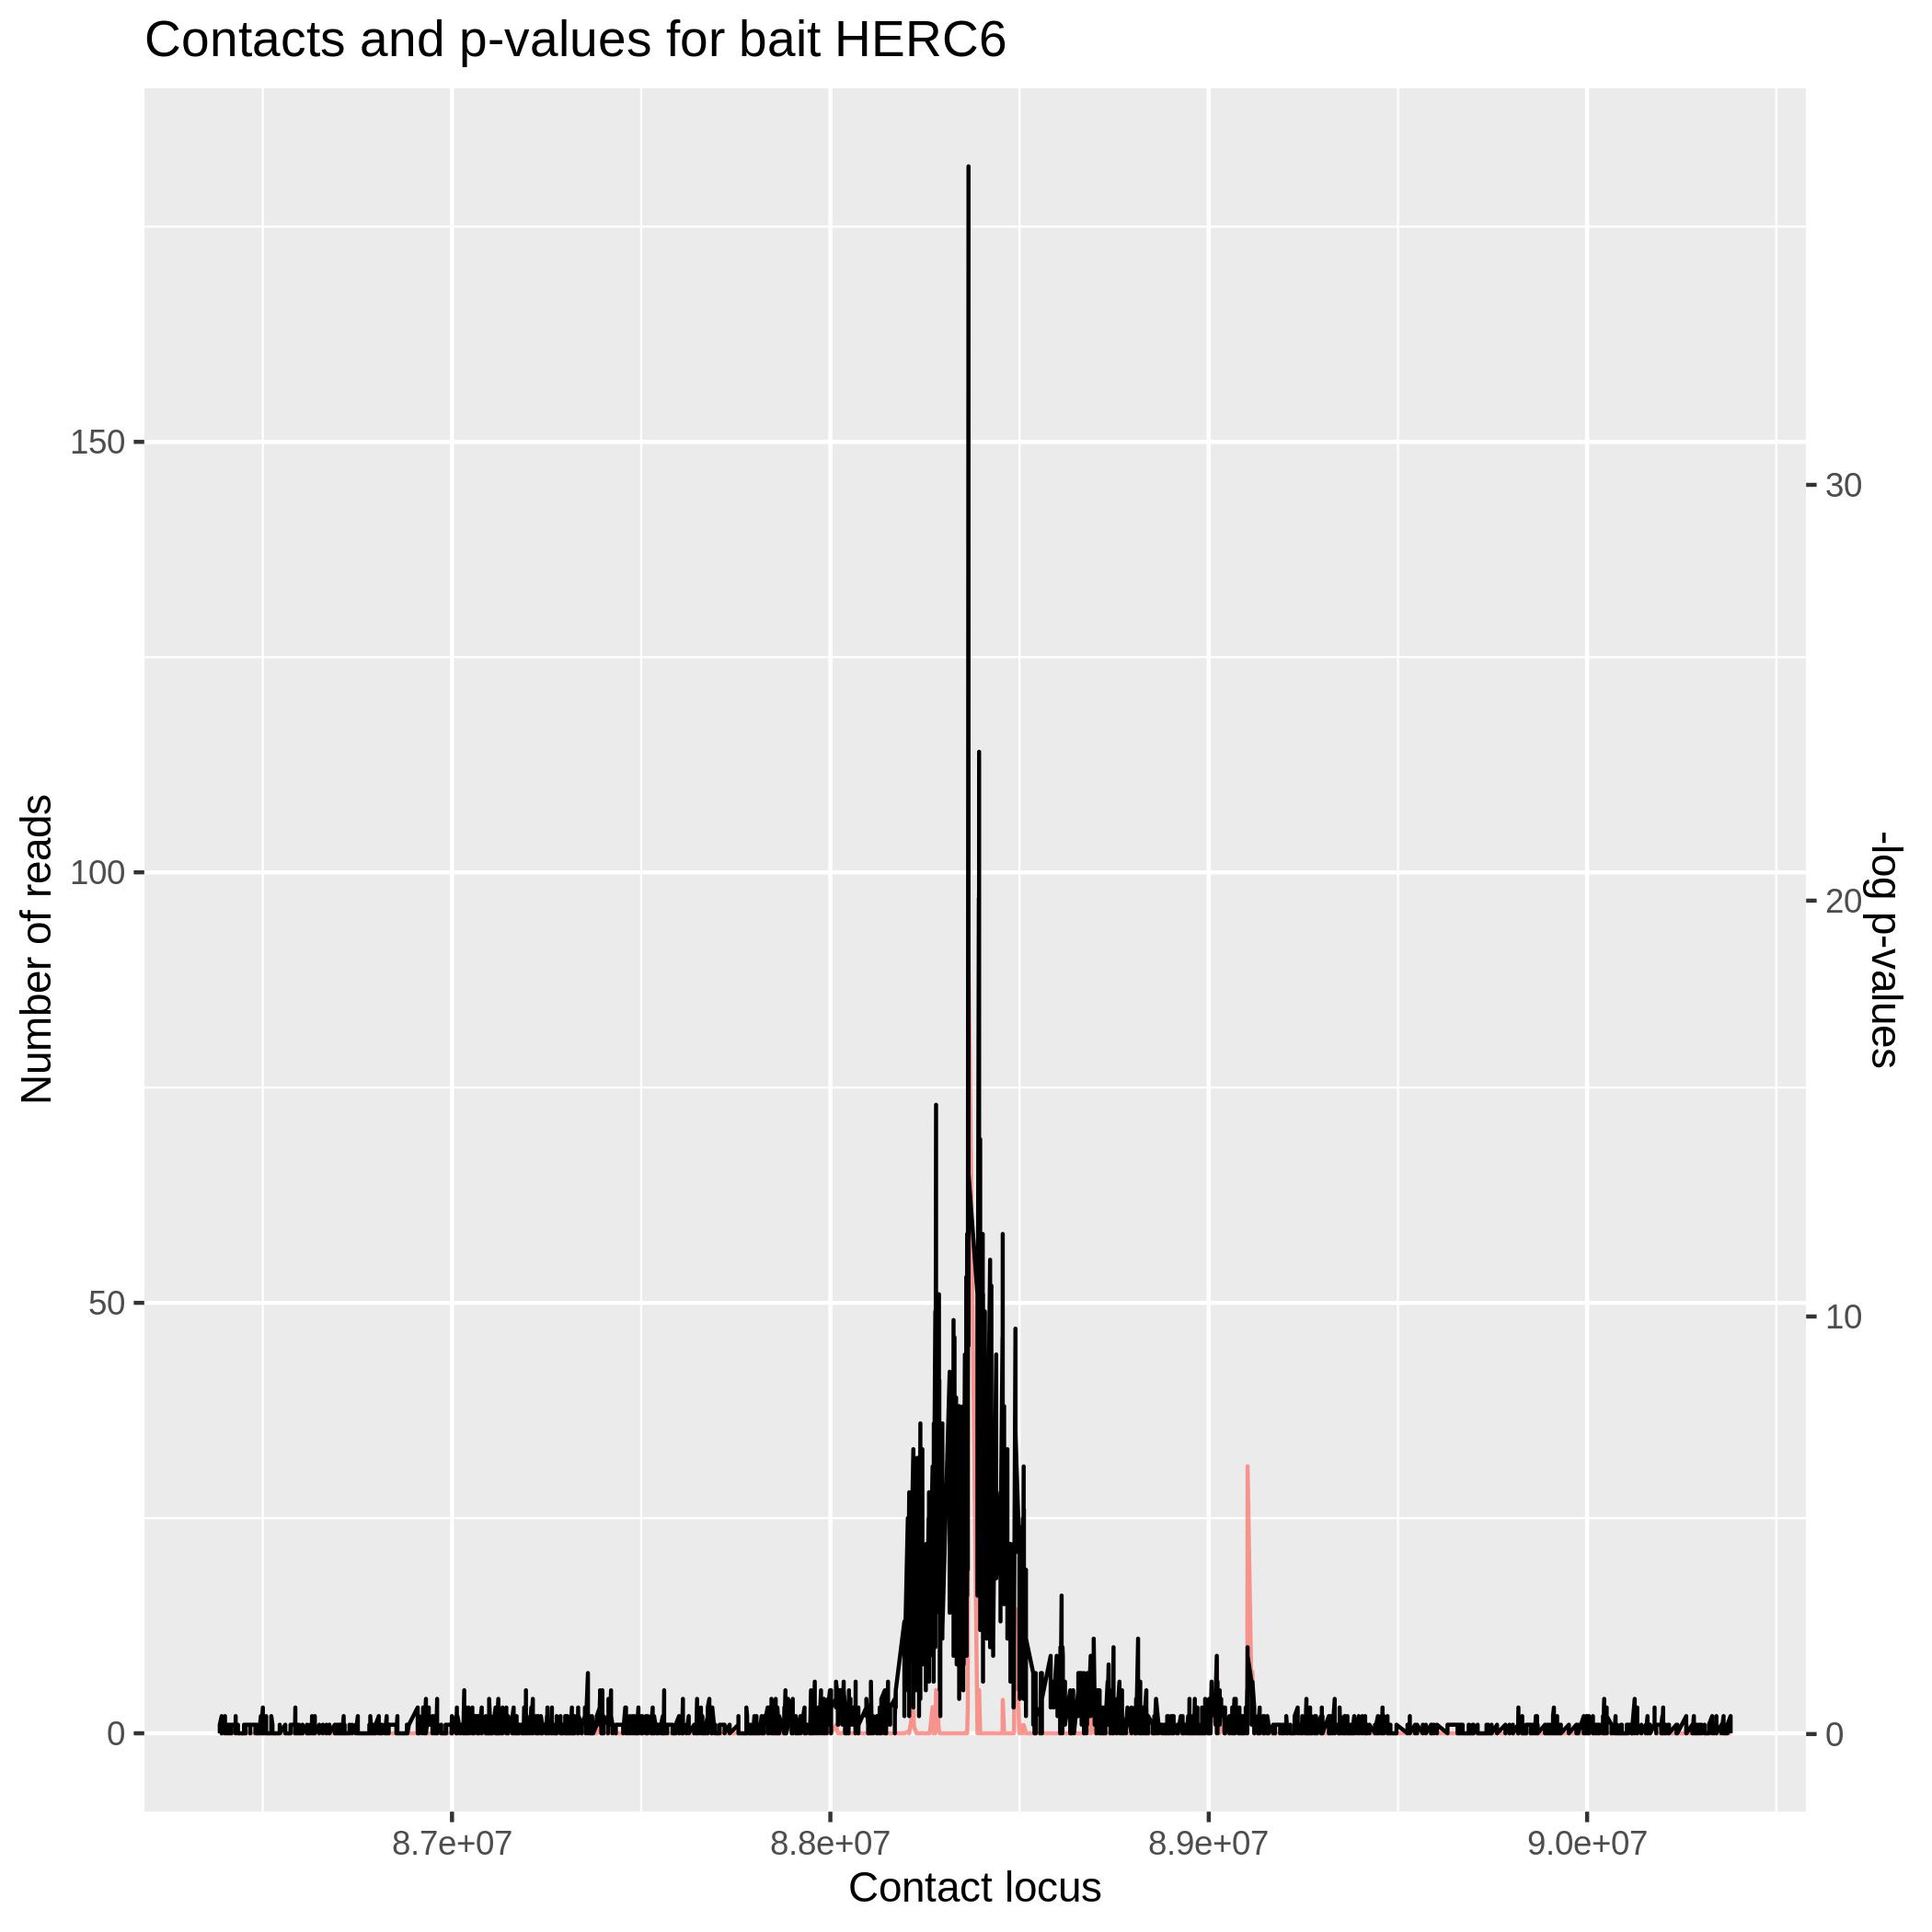 Contacts and p-values for bait HERC6
Number of reads
150
100
50
0
30
20
10
0
-log p-values
8.7e+07
8.8e+07
8.9e+07
9.0e+07
Contact locus